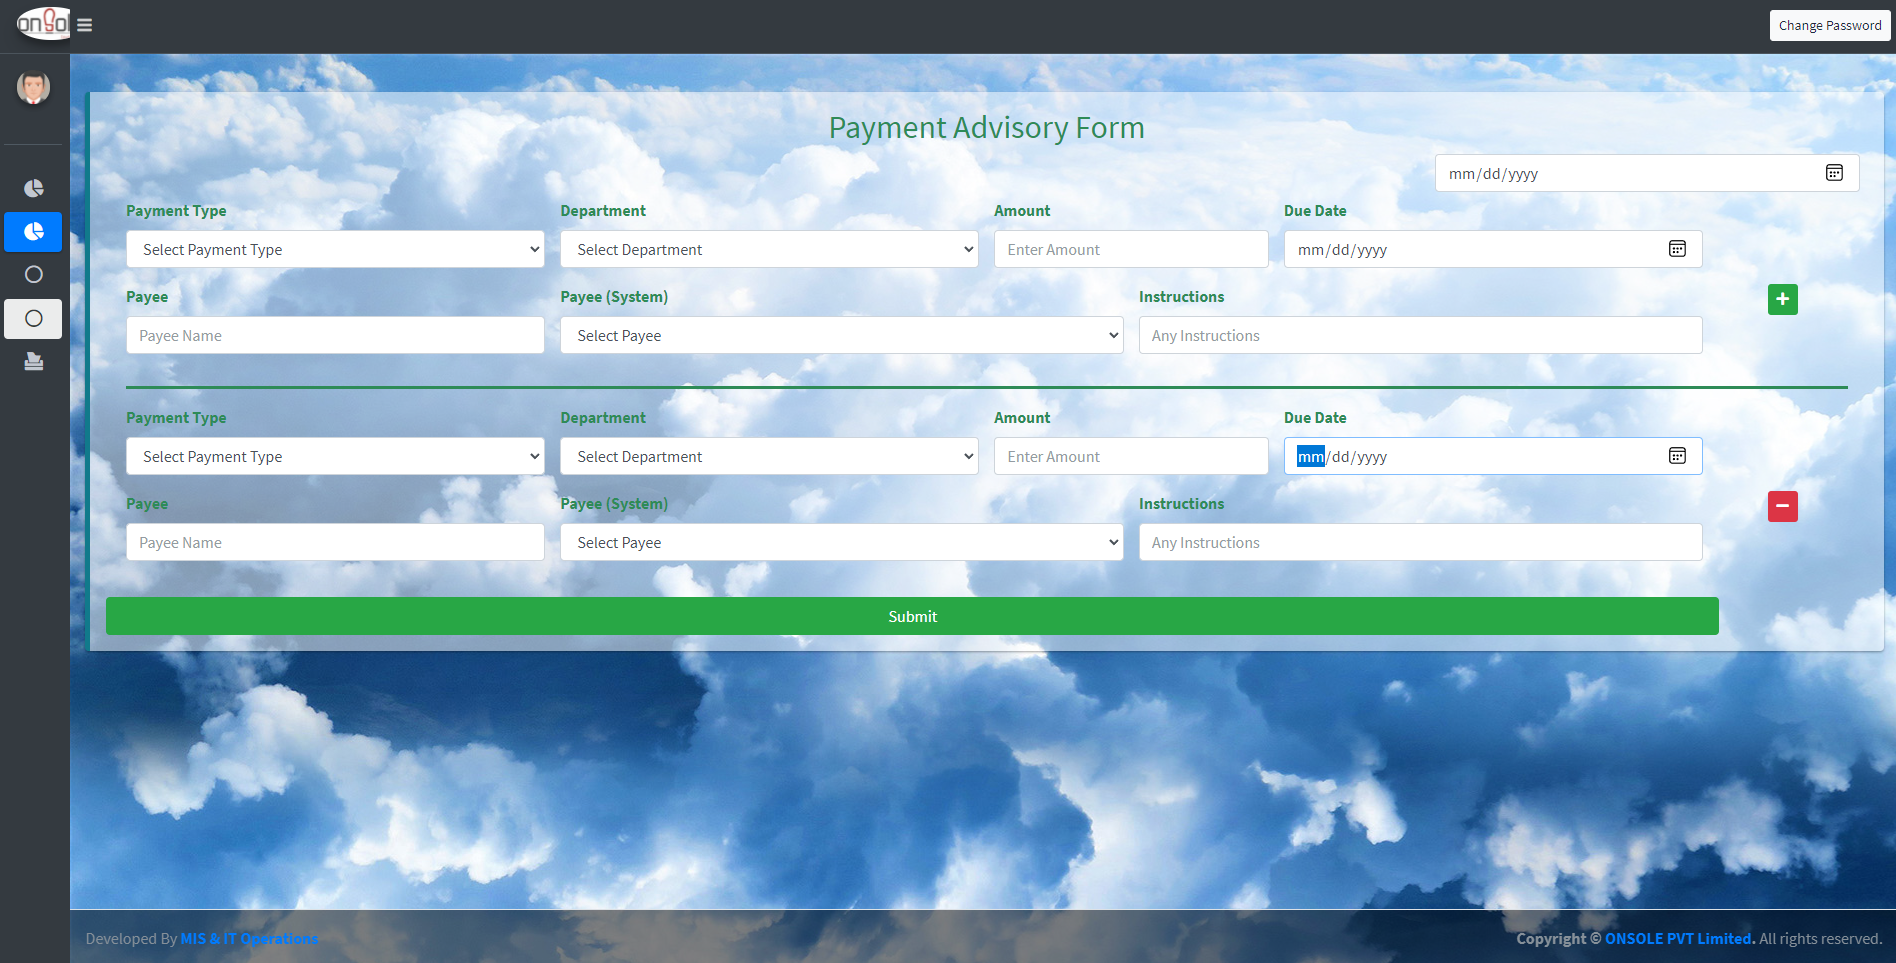 onsol
Change Password
Payment Advisory Form
mm/dd/yyyy
Payment Type Department Amount Due Date
Select Payment Type Select Department Enter Amount mm/dd/yyyy
Payee Payee (System) Instructions
Payee Name Select Payee Any Instructions
Payment Type Department Amount Due Date
Select Payment Type Select Department Enter Amount mm/dd/yyyy
Payee Payee (System) Instructions
Payee Name Select Payee Any Instructions
Submit
Developed By MIS & IT Operations Copyright © ONSOLE PVT Limited. All rights reserved.